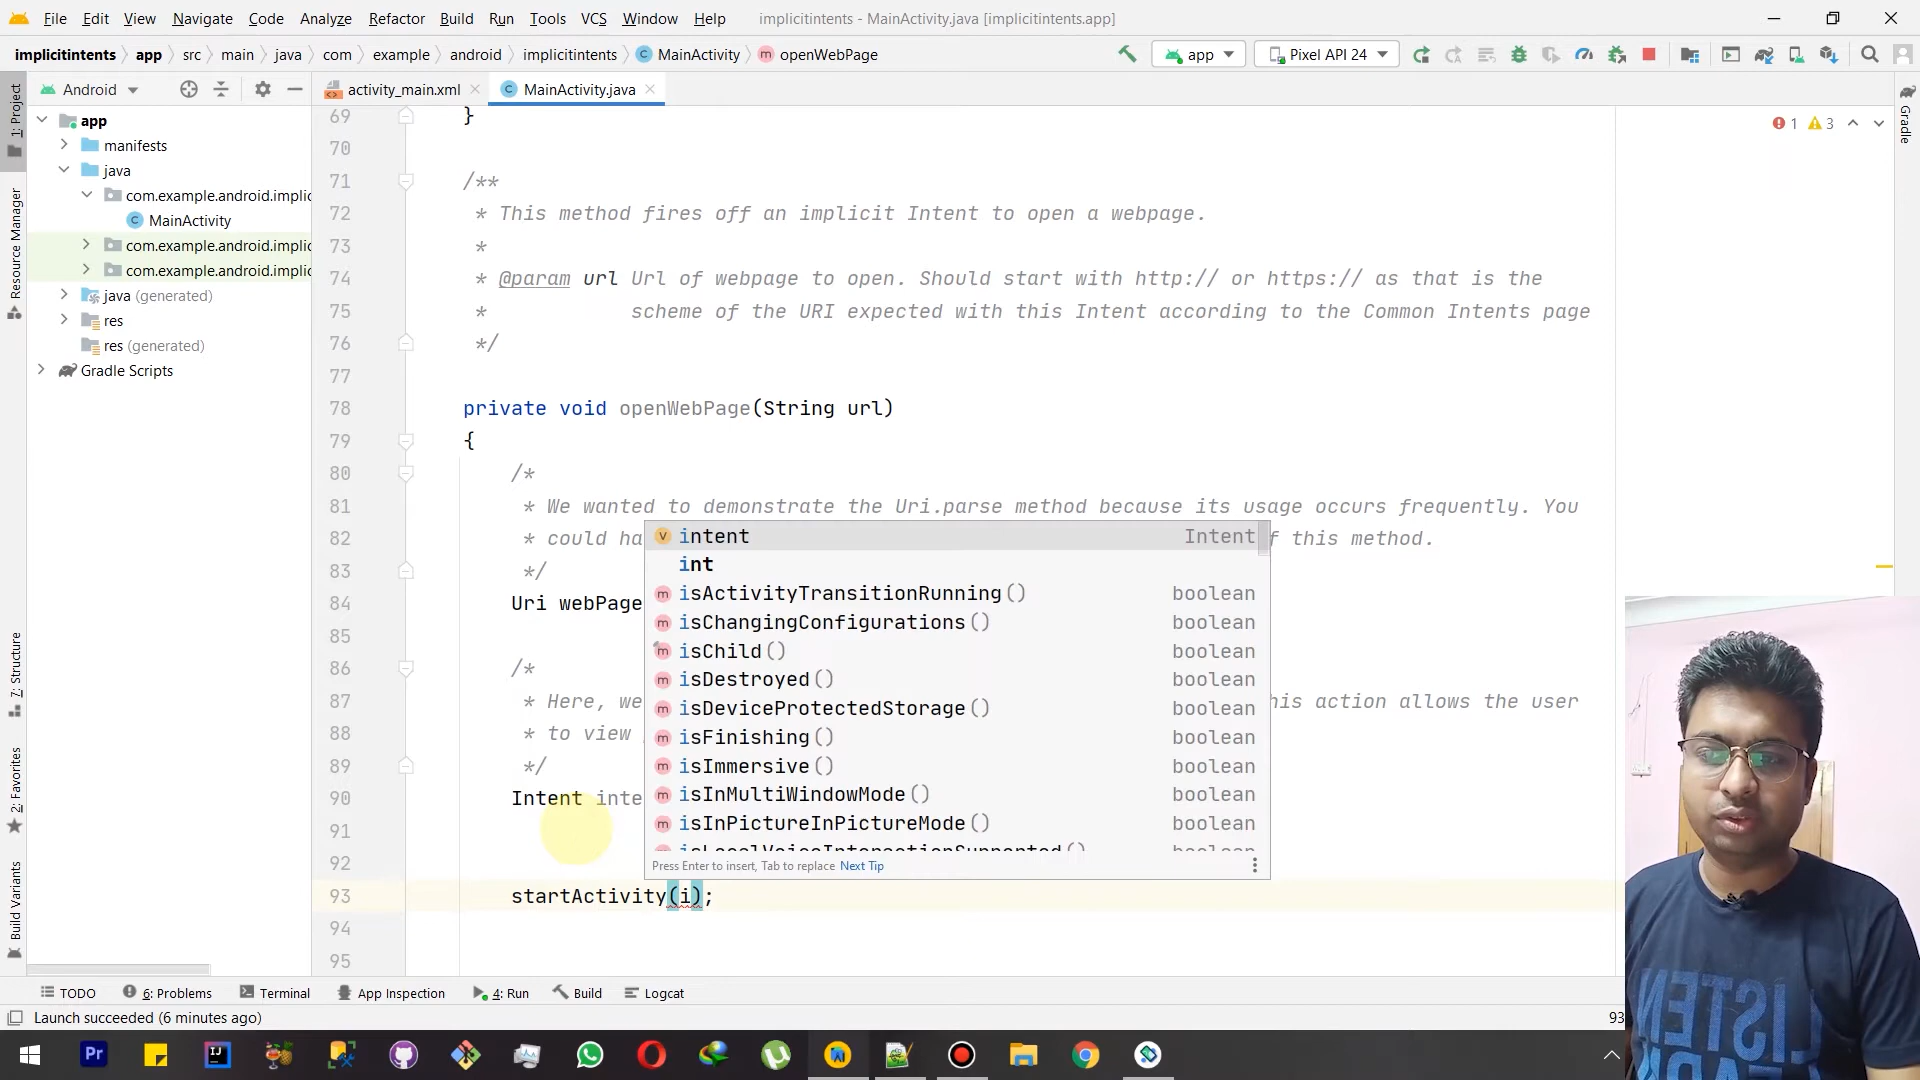 File Edit View Navigate Code Analyze Refactor Build Run Tools VCS Window Help implicitintents - MainActivity.java [implicitintents.app]
implicitintents app src main java com example android implicitintents MainActivity openWebPage app Pixel API 24
Android activity_main.xml MainActivity.java
1: Project
Resource Manager
7: Structure
2: Favorites
Build Variants
Gradle
app
manifests
java
com.example.android.implic
MainActivity
com.example.android.implic
com.example.android.implic
java (generated)
res
res (generated)
Gradle Scripts
1 3
69 }
70
71 /**
72 * This method fires off an implicit Intent to open a webpage.
73 *
74 * @param url Url of webpage to open. Should start with http:// or https:// as that is the
75 * scheme of the URI expected with this Intent according to the Common Intents page
76 */
77
78 private void openWebPage(String url)
79 {
80 /*
81 * We wanted to demonstrate the Uri.parse method because its usage occurs frequently. You
82 * could ha f this method.
83 */
84 Uri webPage
85
86 /*
87 * Here, we his action allows the user
88 * to view
89 */
90 Intent inte
91
92
93 startActivity(i);
94
95
intent Intent
int
isActivityTransitionRunning() boolean
isChangingConfigurations() boolean
isChild() boolean
isDestroyed() boolean
isDeviceProtectedStorage() boolean
isFinishing() boolean
isImmersive() boolean
isInMultiWindowMode() boolean
isInPictureInPictureMode() boolean
isLocalVoiceInteractionSupported() boolean
Press Enter to insert, Tab to replace Next Tip
TODO 6: Problems Terminal App Inspection 4: Run Build Logcat
Launch succeeded (6 minutes ago) 93
Pr
LISTEN